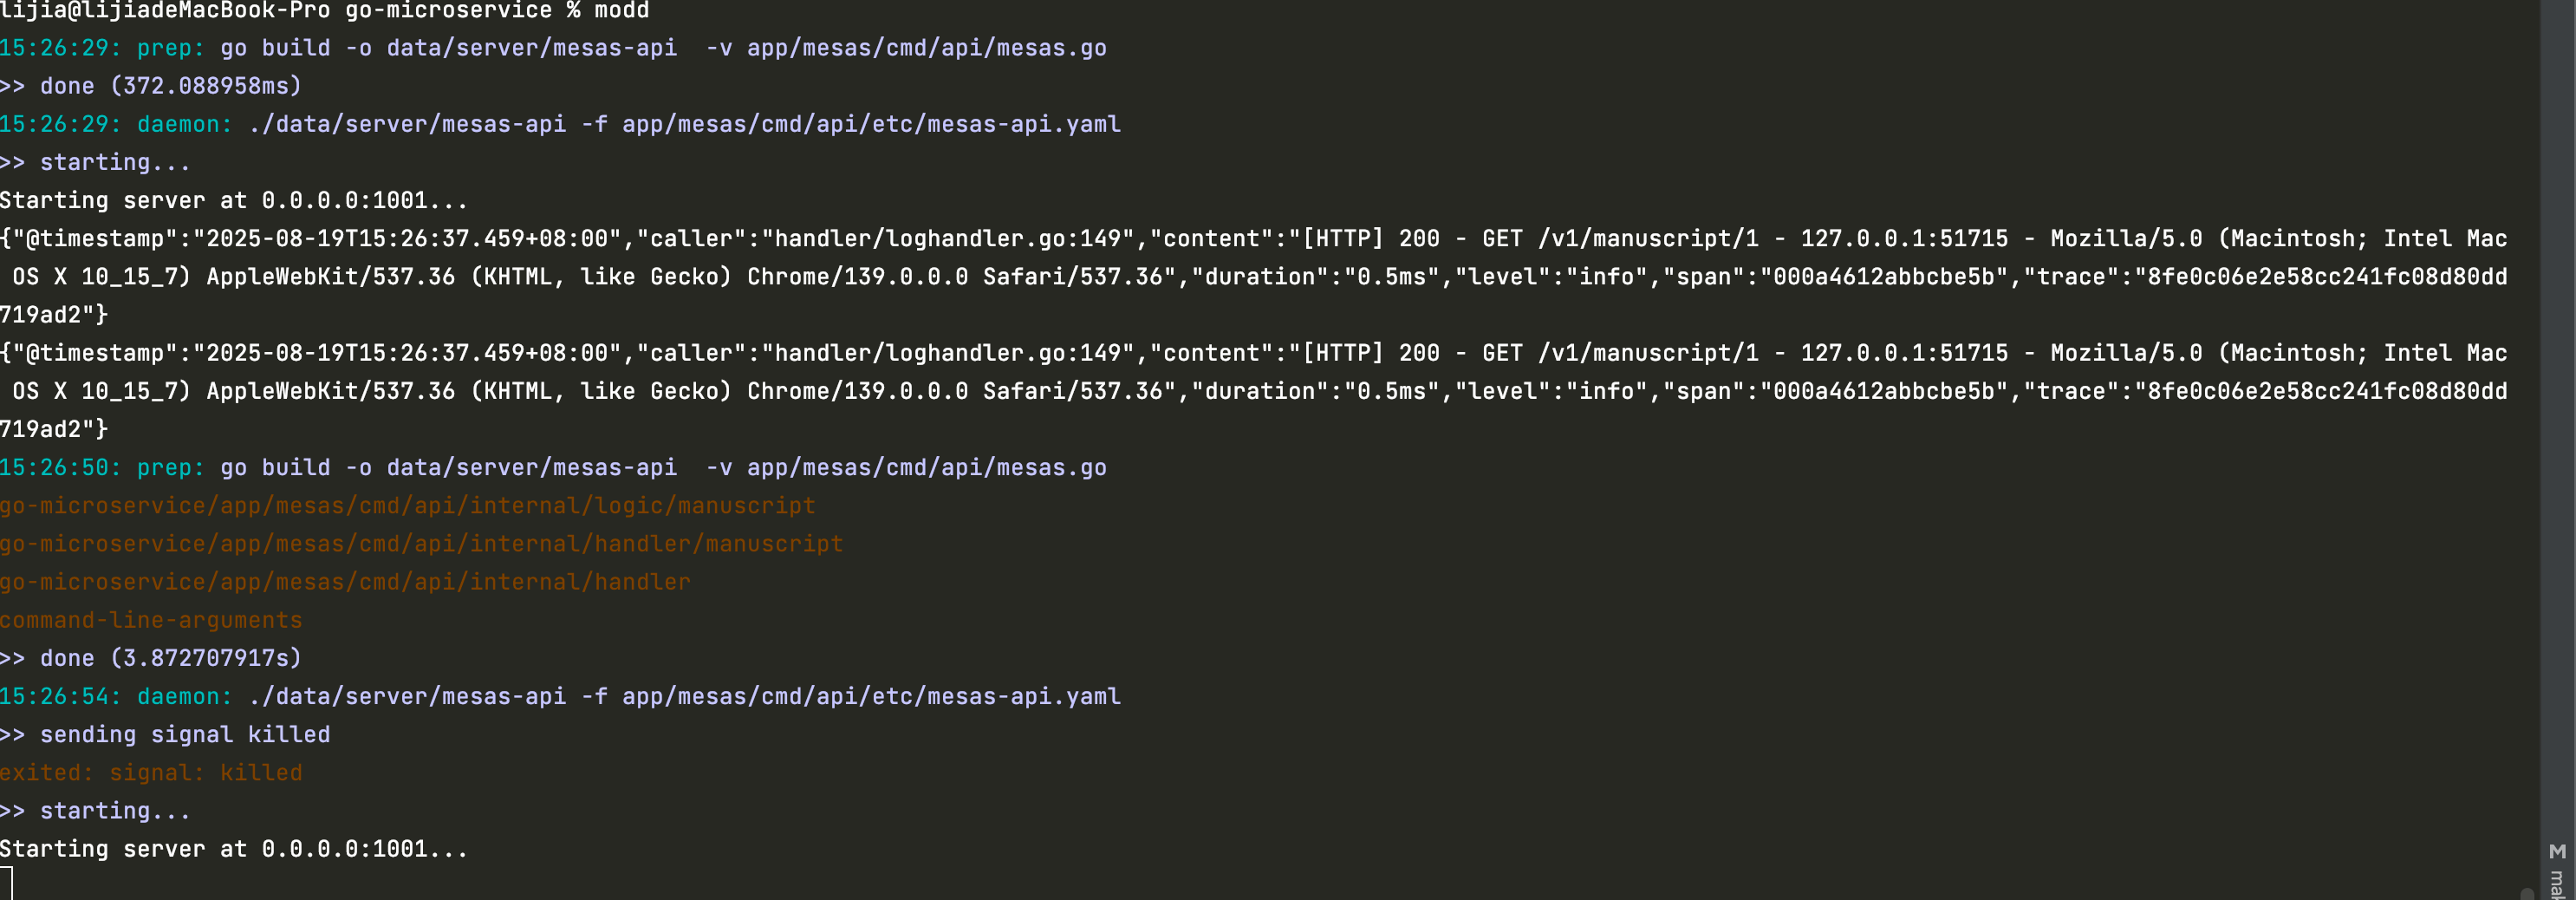 lijia@lijiadeMacBook-Pro go-microservice % modd
15:26:29: prep: go build -o data/server/mesas-api  -v app/mesas/cmd/api/mesas.go
>> done (372.088958ms)
15:26:29: daemon: ./data/server/mesas-api -f app/mesas/cmd/api/etc/mesas-api.yaml
>> starting...
Starting server at 0.0.0.0:1001...
{"@timestamp":"2025-08-19T15:26:37.459+08:00","caller":"handler/loghandler.go:149","content":"[HTTP] 200 - GET /v1/manuscript/1 - 127.0.0.1:51715 - Mozilla/5.0 (Macintosh; Intel Mac
 OS X 10_15_7) AppleWebKit/537.36 (KHTML, like Gecko) Chrome/139.0.0.0 Safari/537.36","duration":"0.5ms","level":"info","span":"000a4612abbcbe5b","trace":"8fe0c06e2e58cc241fc08d80dd
719ad2"}
{"@timestamp":"2025-08-19T15:26:37.459+08:00","caller":"handler/loghandler.go:149","content":"[HTTP] 200 - GET /v1/manuscript/1 - 127.0.0.1:51715 - Mozilla/5.0 (Macintosh; Intel Mac
 OS X 10_15_7) AppleWebKit/537.36 (KHTML, like Gecko) Chrome/139.0.0.0 Safari/537.36","duration":"0.5ms","level":"info","span":"000a4612abbcbe5b","trace":"8fe0c06e2e58cc241fc08d80dd
719ad2"}
15:26:50: prep: go build -o data/server/mesas-api  -v app/mesas/cmd/api/mesas.go
go-microservice/app/mesas/cmd/api/internal/logic/manuscript
go-microservice/app/mesas/cmd/api/internal/handler/manuscript
go-microservice/app/mesas/cmd/api/internal/handler
command-line-arguments
>> done (3.872707917s)
15:26:54: daemon: ./data/server/mesas-api -f app/mesas/cmd/api/etc/mesas-api.yaml
>> sending signal killed
exited: signal: killed
>> starting...
Starting server at 0.0.0.0:1001...
M